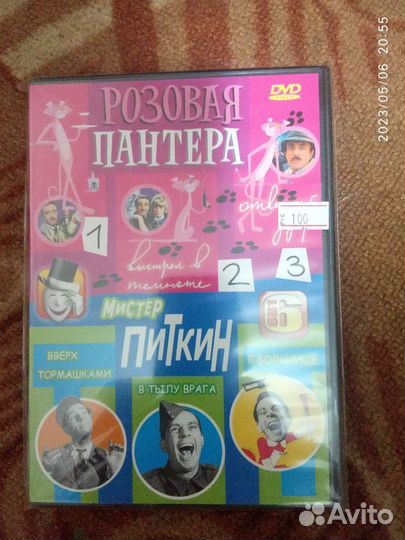 2023/05/06 20:55
DVD
РОЗОВАЯ
ПАНТЕРА
100
1
выстрел в
темноте
2
3
МИСТЕР
ПИТКИН
6
ВВЕРХ
ТОРМАШКАМИ
В ТЫЛУ ВРАГА
В БОЛЬНИЦЕ
Avito